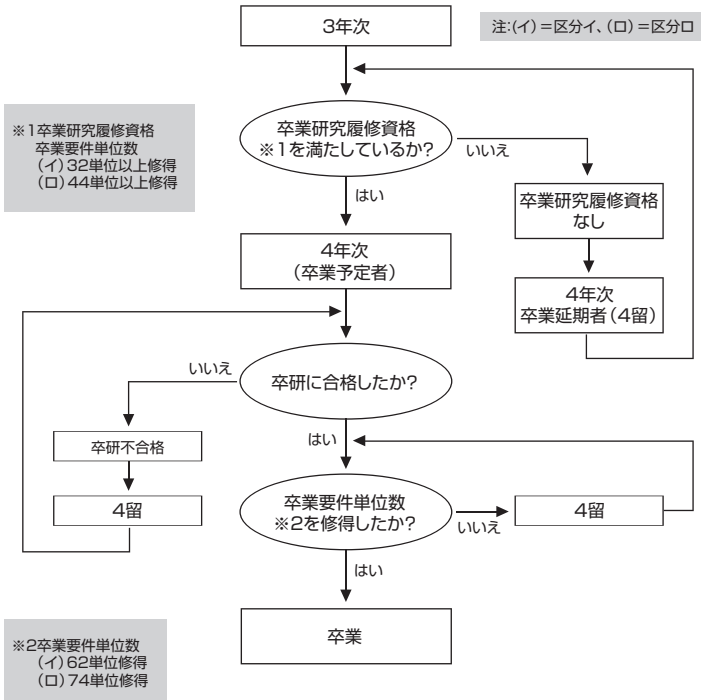 3年次
注:(イ)=区分イ、(ロ)=区分ロ
※1卒業研究履修資格
卒業要件単位数
(イ)32単位以上修得
(ロ)44単位以上修得
卒業研究履修資格
※1を満たしているか?
いいえ
はい
卒業研究履修資格
なし
4年次
(卒業予定者)
4年次
卒業延期者(4留)
いいえ
卒研に合格したか?
はい
卒研不合格
4留
卒業要件単位数
※2を修得したか?
いいえ
4留
はい
卒業
※2卒業要件単位数
(イ)62単位修得
(ロ)74単位修得